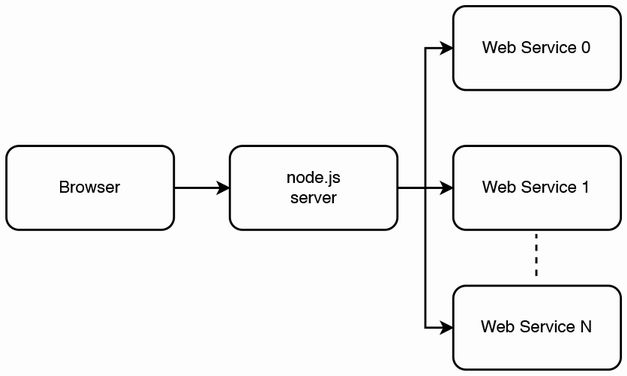 Web Service 0
Browser
node.js
server
Web Service 1
Web Service N